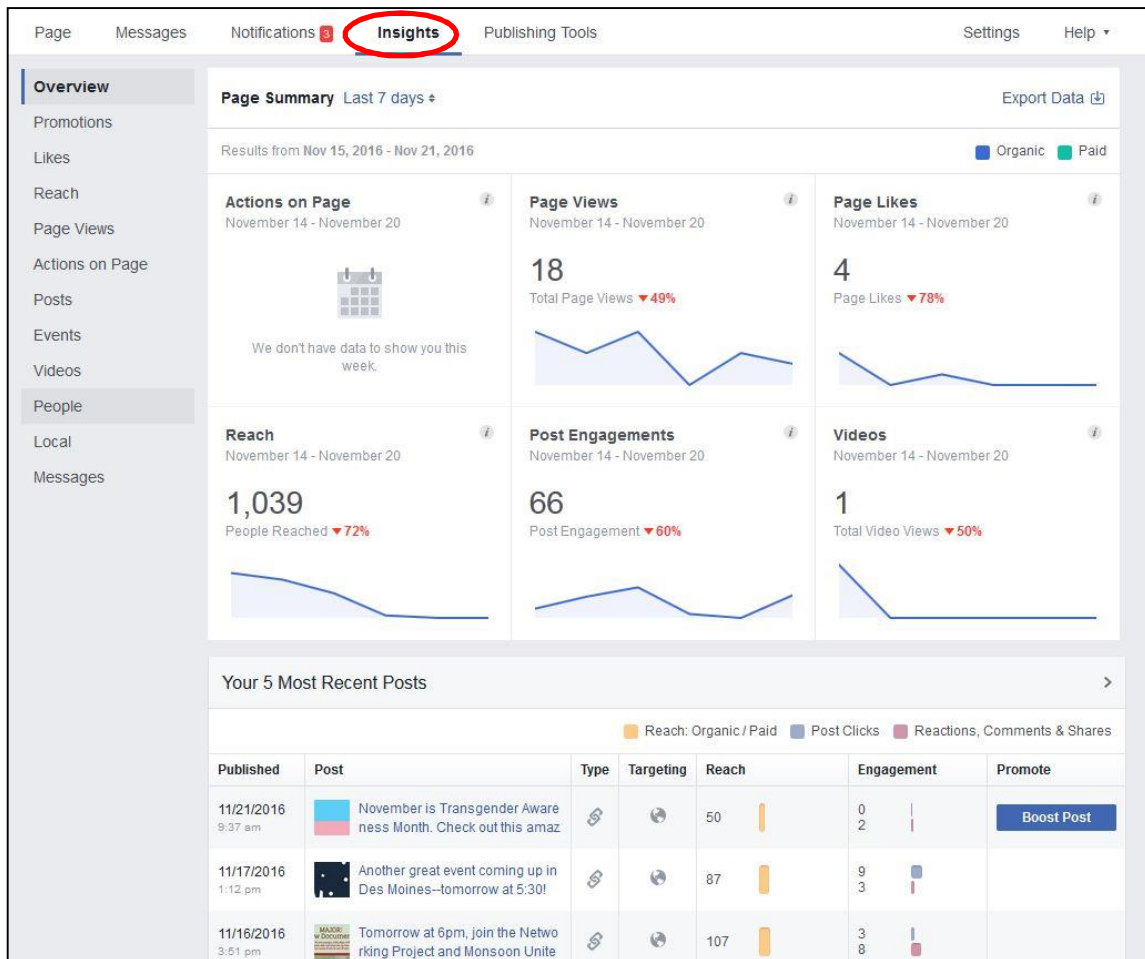 Page Messages Notifications 3 Insights Publishing Tools Settings Help
Overview
Promotions
Likes
Reach
Page Views
Actions on Page
Posts
Events
Videos
People
Local
Messages
Page Summary Last 7 days Export Data
Results from Nov 15, 2016 - Nov 21, 2016 Organic Paid
Actions on Page
November 14 - November 20
We don't have data to show you this
week.
Page Views
November 14 - November 20
18
Total Page Views ▼49%
Page Likes
November 14 - November 20
4
Page Likes ▼78%
Reach
November 14 - November 20
1,039
People Reached ▼72%
Post Engagements
November 14 - November 20
66
Post Engagement ▼60%
Videos
November 14 - November 20
1
Total Video Views ▼50%
Your 5 Most Recent Posts
Reach: Organic / Paid Post Clicks Reactions, Comments & Shares
Published Post Type Targeting Reach Engagement Promote
11/21/2016
9:37 am
November is Transgender Aware
ness Month. Check out this amaz
50
0
2
Boost Post
11/17/2016
1:12 pm
Another great event coming up in
Des Moines--tomorrow at 5:30!
87
9
3
11/16/2016
3:51 pm
MAJOR!
Tomorrow at 6pm, join the Netwo
rking Project and Monsoon Unite
107
3
8